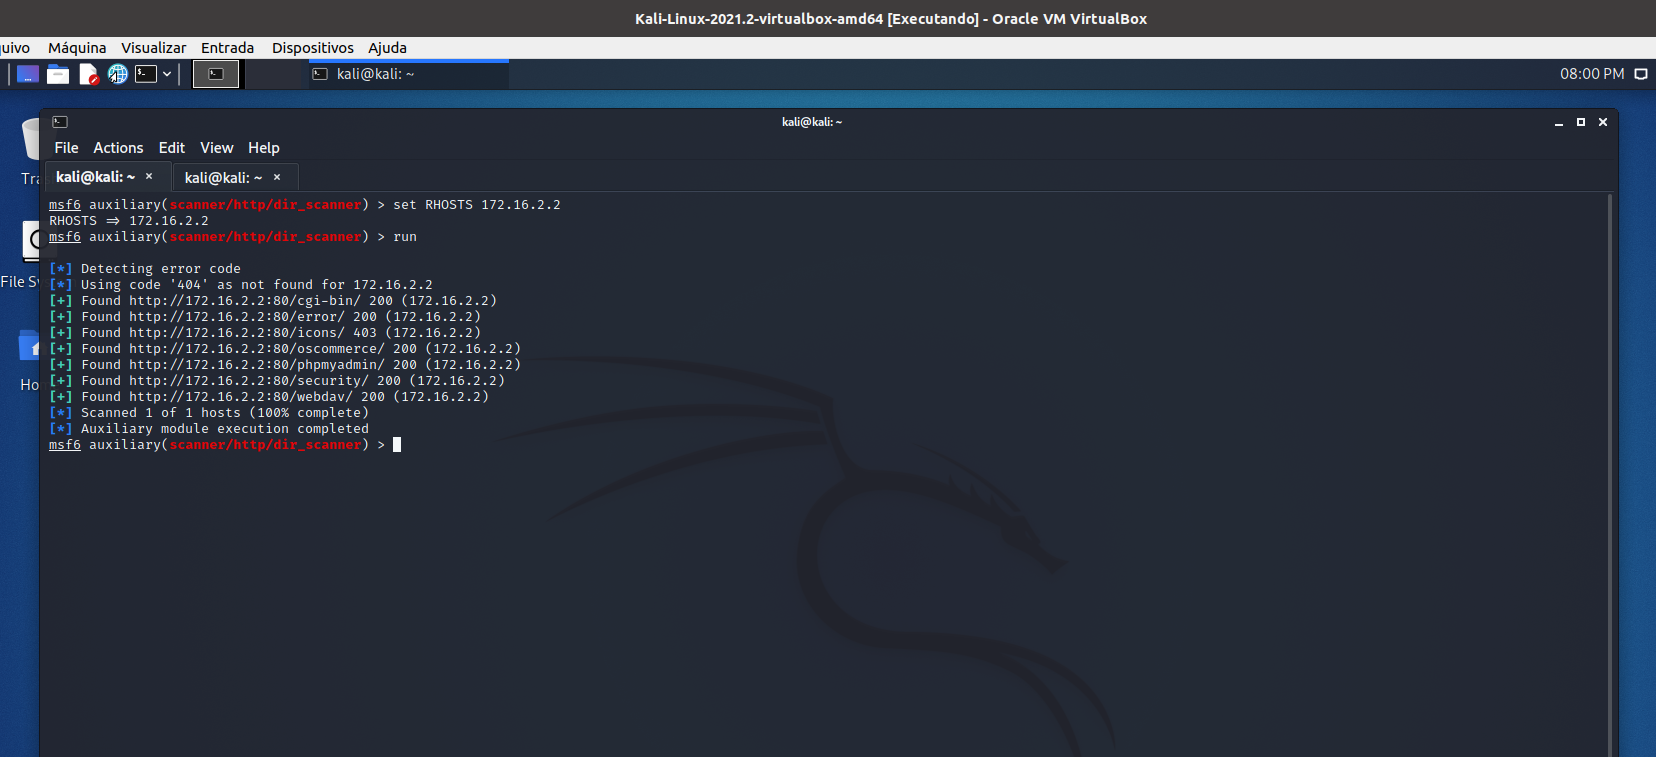 Kali-Linux-2021.2-virtualbox-amd64 [Executando] - Oracle VM VirtualBox
quivo Máquina Visualizar Entrada Dispositivos Ajuda
kali@kali: ~ 08:00 PM
kali@kali: ~
File Actions Edit View Help
kali@kali: ~ × kali@kali: ~ ×
Tra
File Sy
Ho
msf6 auxiliary(scanner/http/dir_scanner) > set RHOSTS 172.16.2.2
RHOSTS => 172.16.2.2
msf6 auxiliary(scanner/http/dir_scanner) > run
[*] Detecting error code
[*] Using code '404' as not found for 172.16.2.2
[+] Found http://172.16.2.2:80/cgi-bin/ 200 (172.16.2.2)
[+] Found http://172.16.2.2:80/error/ 200 (172.16.2.2)
[+] Found http://172.16.2.2:80/icons/ 403 (172.16.2.2)
[+] Found http://172.16.2.2:80/oscommerce/ 200 (172.16.2.2)
[+] Found http://172.16.2.2:80/phpmyadmin/ 200 (172.16.2.2)
[+] Found http://172.16.2.2:80/security/ 200 (172.16.2.2)
[+] Found http://172.16.2.2:80/webdav/ 200 (172.16.2.2)
[*] Scanned 1 of 1 hosts (100% complete)
[*] Auxiliary module execution completed
msf6 auxiliary(scanner/http/dir_scanner) >